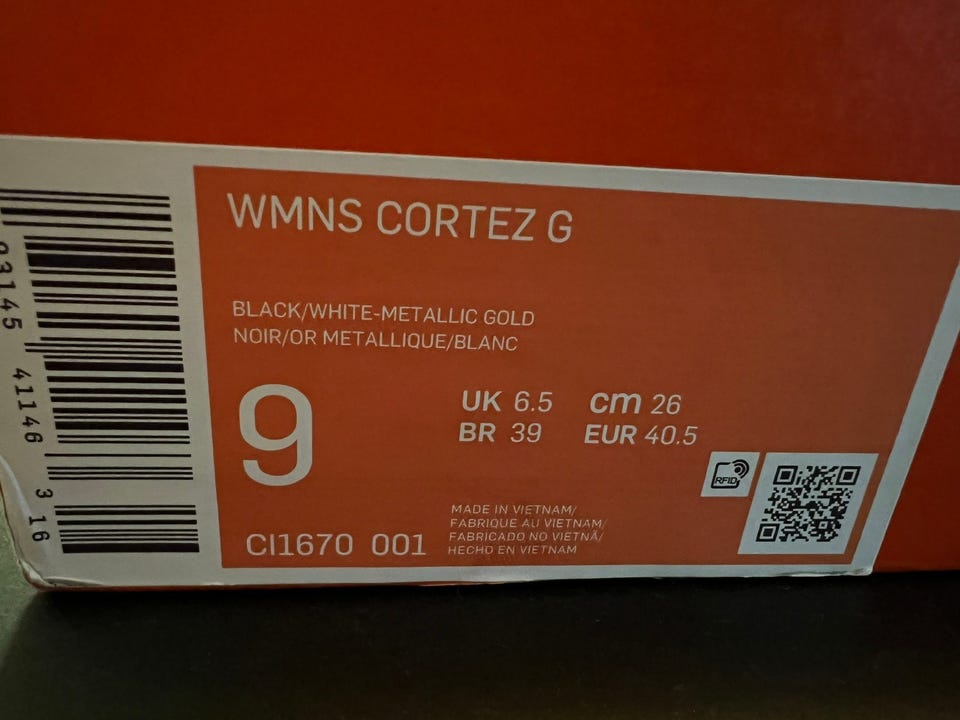 WMNS CORTEZ G
BLACK/WHITE-METALLIC GOLD
NOIR/OR METALLIQUE/BLANC
9
UK 6.5 cm 26
BR 39 EUR 40.5
RFID
CI1670 001
MADE IN VIETNAM/
FABRIQUE AU VIETNAM/
FABRICADO NO VIETNÃ/
HECHO EN VIETNAM
93145 41146 3 16